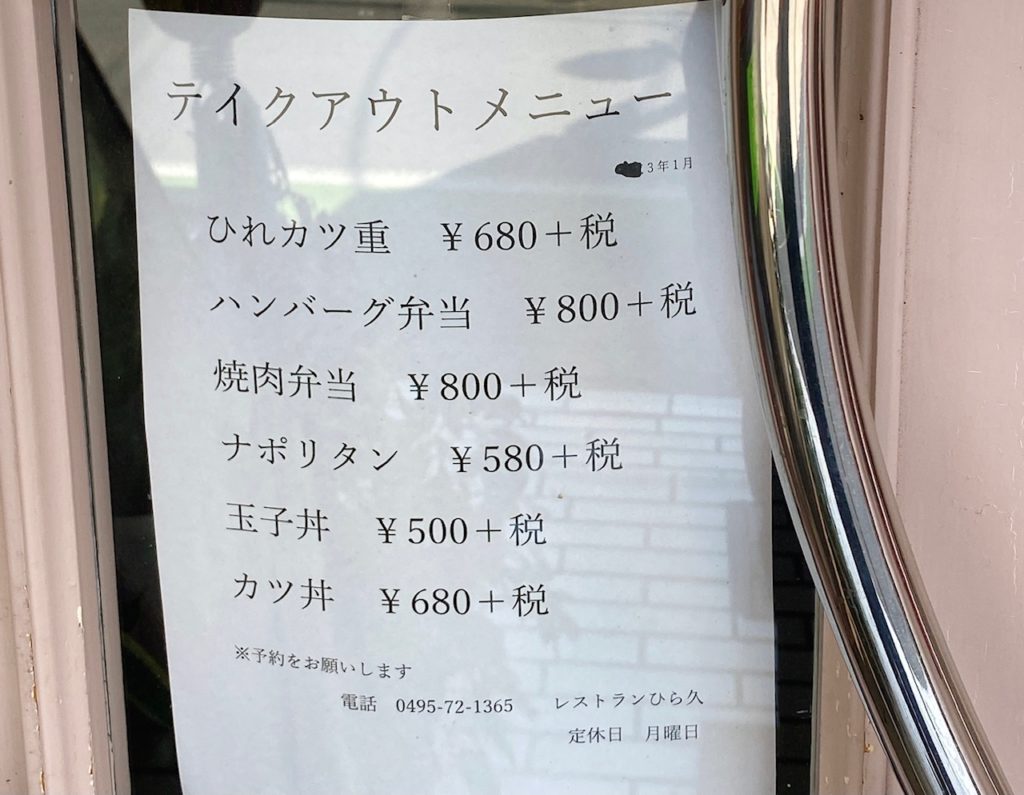 テイクアウトメニュー
3年1月
ひれカツ重 ¥680+税
ハンバーグ弁当 ¥800+税
焼肉弁当 ¥800+税
ナポリタン ¥580+税
玉子丼 ¥500+税
カツ丼 ¥680+税
※予約をお願いします
電話 0495-72-1365 レストランひら久
定休日 月曜日